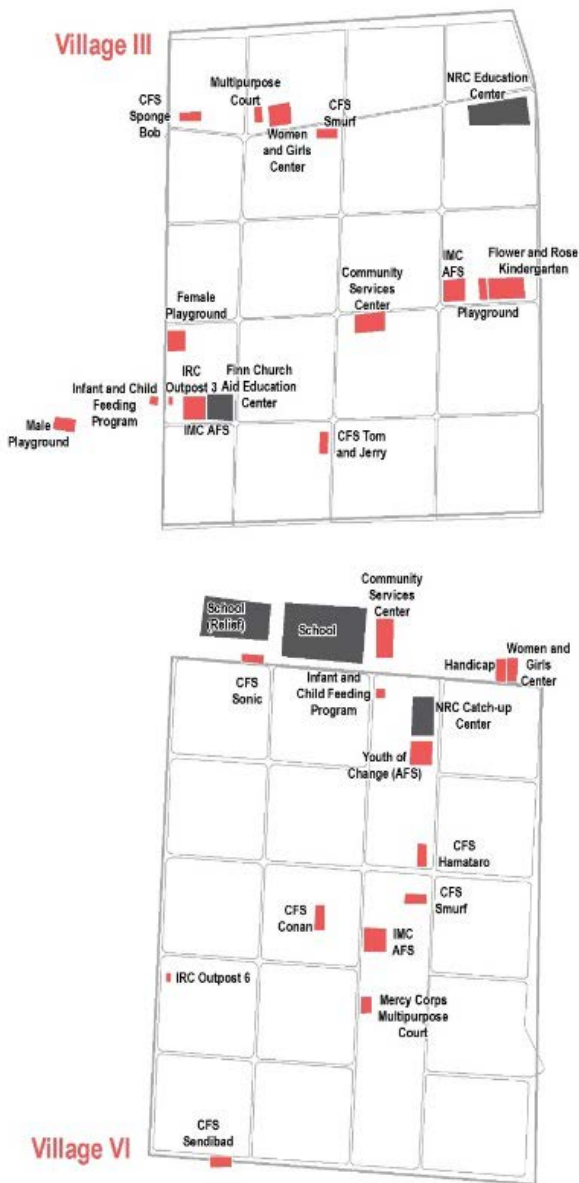 Village III
CFS
Sponge
Bob
Multipurpose
Court
Women
and Girls
Center
CFS
Smurf
NRC Education
Center
IMC
AFS
Flower and Rose
Kindergarten
Playground
Community
Services
Center
Female
Playground
Infant and Child
Feeding
Program
IRC
Outpost 3
Finn Church
Aid Education
Center
IMC AFS
Male
Playground
CFS Tom
and Jerry
Community
Services
Center
School
(Relief)
School
CFS
Sonic
Infant and
Child Feeding
Program
Handicap
Women and
Girls
Center
NRC Catch-up
Center
Youth of
Change (AFS)
CFS
Hamataro
CFS
Smurf
CFS
Conan
IMC
AFS
IRC Outpost 6
Mercy Corps
Multipurpose
Court
CFS
Sendibad
Village VI